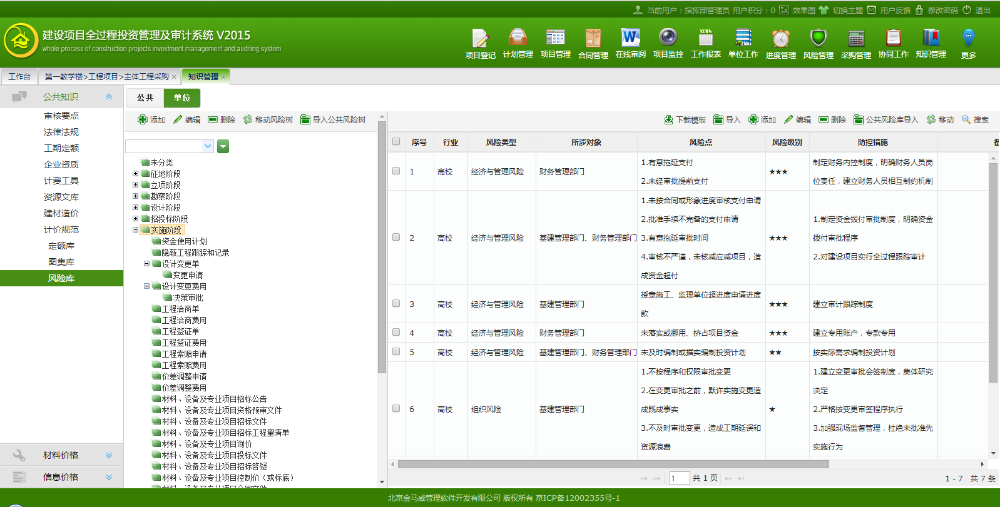 当前用户：指挥部管理员 用户积分：0 效果图 切换主题 用户反馈 修改密码 退出
建设项目全过程投资管理及审计系统 V2015
whole process of construction projects investment management and auditing system
项目登记 计划管理 项目管理 合同管理 在线审阅 项目监控 工作报表 单位工作 进度管理 风险管理 采购管理 协同工作 知识管理 更多
工作台 第一教学楼>工程项目>主体工程采购 × 知识管理 ×
公共知识
审核要点
法律法规
工期定额
企业资质
计费工具
资源文库
建材造价
计价规范
定额库
图集库
风险库
材料价格
信息价格
公共 单位
添加 编辑 删除 移动风险树 导入公共风险树
未分类
征地阶段
立项阶段
勘察阶段
设计阶段
招投标阶段
实施阶段
资金使用计划
隐蔽工程跟踪和记录
设计变更单
变更申请
设计变更费用
决策审批
工程洽商单
工程洽商费用
工程签证单
工程签证费用
工程索赔申请
工程索赔费用
价差调整申请
价差调整费用
材料、设备及专业项目招标公告
材料、设备及专业项目资格预审文件
材料、设备及专业项目招标文件
材料、设备及专业项目招标工程量清单
材料、设备及专业项目询价
材料、设备及专业项目投标文件
材料、设备及专业项目招标答疑
材料、设备及专业项目控制价（或标底）
材料、设备及专业项目合同文件
下载模板 导入 添加 编辑 删除 公共风险库导入 移动 搜索
序号 行业 风险类型 所涉对象 风险点 风险级别 防控措施 备
1 高校 经济与管理风险 财务管理部门
1.有意拖延支付
2.未经审批提前支付
★★★
制定财务内控制度，明确财务人员岗
位责任，建立财务人员相互制约机制
2 高校 经济与管理风险 基建管理部门、财务管理部门
1.未按合同或形象进度审核支付申请
2.批准手续不完备的支付申请
3.有意拖延审批时间
4.审核不严谨，未核减应减项目，造
成资金超付
★★★
1.制定资金拨付审批制度，明确资金
拨付审批程序
2.对建设项目实行全过程跟踪审计
3 高校 经济与管理风险 基建管理部门
授意施工、监理单位超进度申请进度
款
★★★
建立审计跟踪制度
4 高校 经济与管理风险 财务管理部门 未落实或挪用、挤占项目资金 ★★★ 建立专用账户，专款专用
5 高校 经济与管理风险 基建管理部门、财务管理部门 未及时编制或据实编制投资计划 ★★ 按实际需求编制投资计划
6 高校 组织风险 基建管理部门
1.不按程序和权限审批变更
2.在变更审批之前，默许实施变更造
成既成事实
3.不及时审批变更，造成工期延误和
资源浪费
★
1.建立变更审批会签制度，集体研究
决定
2.严格按变更审签程序执行
3.加强现场监督管理，杜绝未批准先
实施行为
1 共 1 页
1 - 7 共 7 条
北京金马威管理软件开发有限公司 版权所有 京ICP备12002355号-1